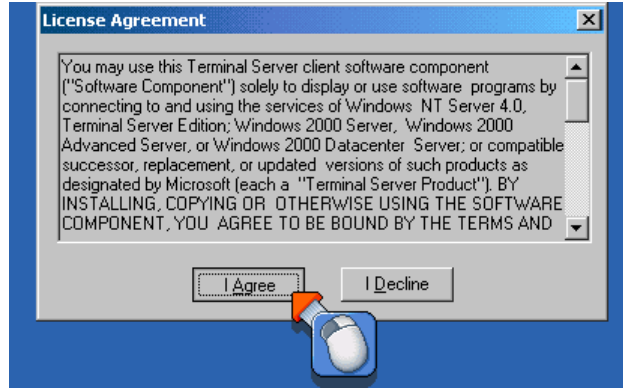 License Agreement
You may use this Terminal Server client software component
("Software Component") solely to display or use software programs by
connecting to and using the services of Windows NT Server 4.0,
Terminal Server Edition; Windows 2000 Server, Windows 2000
Advanced Server, or Windows 2000 Datacenter Server; or compatible
successor, replacement, or updated versions of such products as
designated by Microsoft (each a "Terminal Server Product"). BY
INSTALLING, COPYING OR OTHERWISE USING THE SOFTWARE
COMPONENT, YOU AGREE TO BE BOUND BY THE TERMS AND
I Agree I Decline